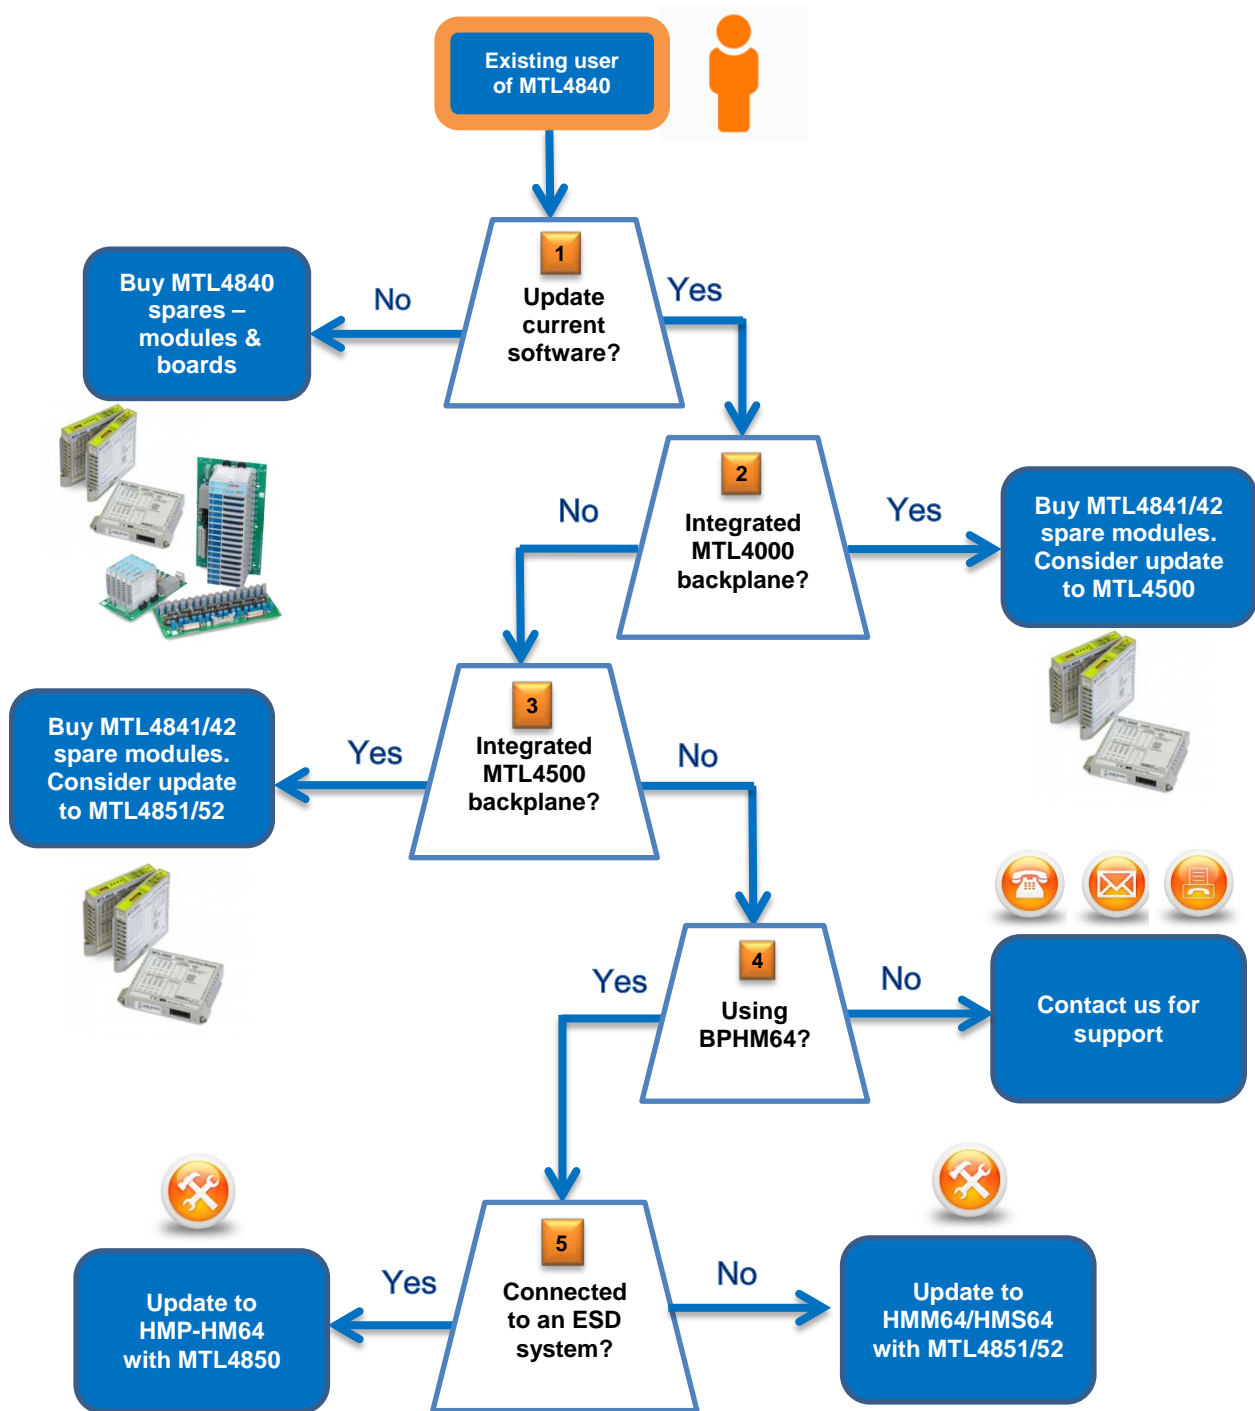 Existing user
of MTL4840
1
Update
current
software?
No
Yes
Buy MTL4840
spares –
modules &
boards
2
Integrated
MTL4000
backplane?
No
Yes
Buy MTL4841/42
spare modules.
Consider update
to MTL4500
3
Integrated
MTL4500
backplane?
Yes
No
Buy MTL4841/42
spare modules.
Consider update
to MTL4851/52
4
Using
BPHM64?
Yes
No
Contact us for
support
5
Connected
to an ESD
system?
Yes
No
Update to
HMP-HM64
with MTL4850
Update to
HMM64/HMS64
with MTL4851/52